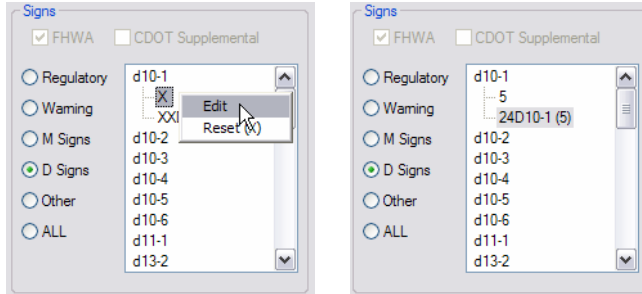 Signs
FHWA CDOT Supplemental
Regulatory
Warning
M Signs
D Signs
Other
ALL
d10-1
X
Edit
Reset (X)
d10-2
d10-3
d10-4
d10-5
d10-6
d11-1
d13-2
Signs
FHWA CDOT Supplemental
Regulatory
Warning
M Signs
D Signs
Other
ALL
d10-1
5
24D10-1 (5)
d10-2
d10-3
d10-4
d10-5
d10-6
d11-1
d13-2